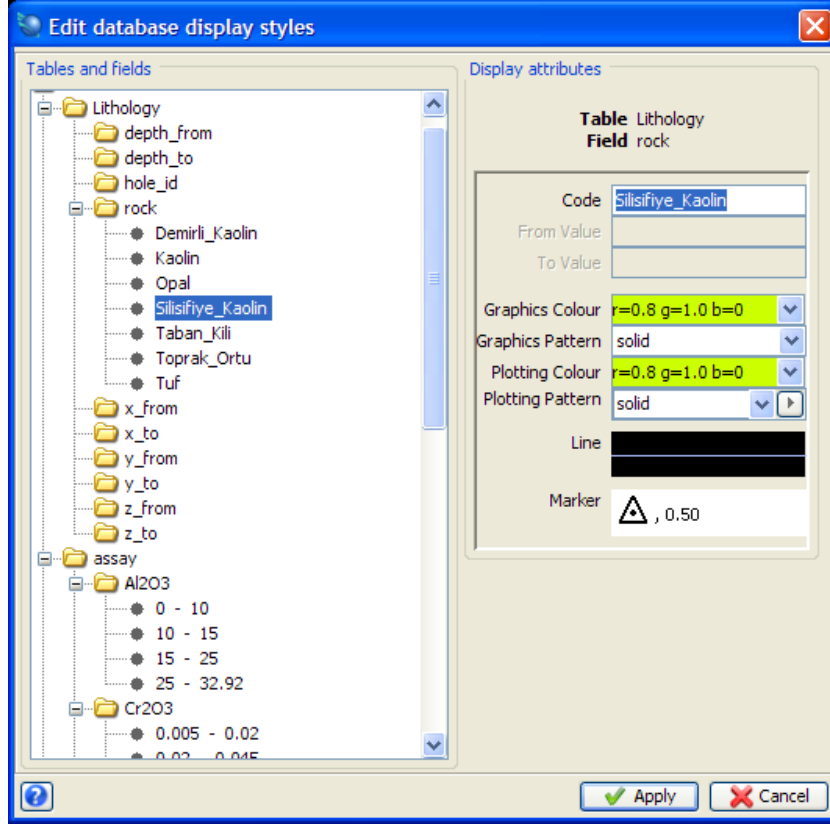 Edit database display styles
Tables and fields
Lithology
depth_from
depth_to
hole_id
rock
Demirli_Kaolin
Kaolin
Opal
Silisifiye_Kaolin
Taban_Kili
Toprak_Ortu
Tuf
x_from
x_to
y_from
y_to
z_from
z_to
assay
Al2O3
0 - 10
10 - 15
15 - 25
25 - 32.92
Cr2O3
0.005 - 0.02
0.02 - 0.045
Display attributes
Table Lithology
Field rock
Code Silisifiye_Kaolin
From Value
To Value
Graphics Colour r=0.8 g=1.0 b=0
Graphics Pattern solid
Plotting Colour r=0.8 g=1.0 b=0
Plotting Pattern solid
Line
Marker , 0.50
? Apply Cancel